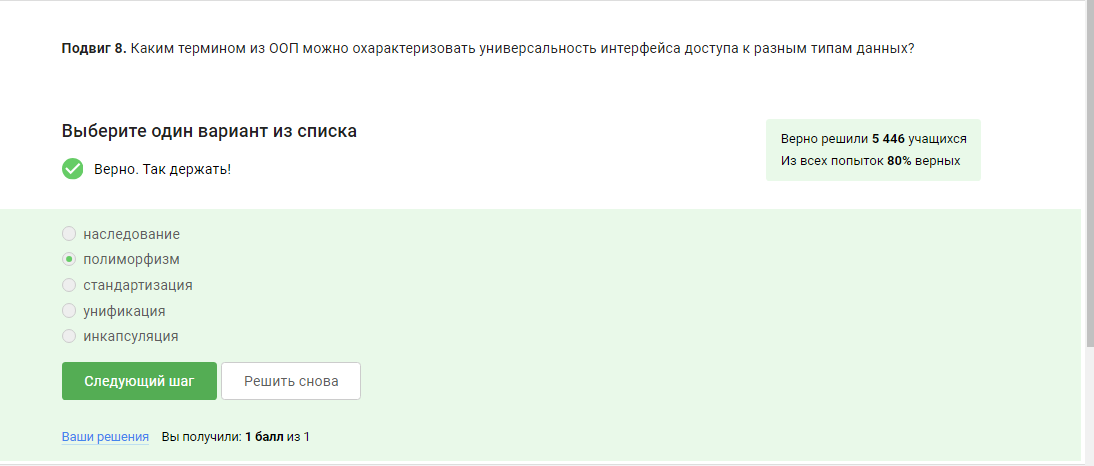 Подвиг 8. Каким термином из ООП можно охарактеризовать универсальность интерфейса доступа к разным типам данных?
Выберите один вариант из списка
Верно решили 5 446 учащихся
Из всех попыток 80% верных
Верно. Так держать!
наследование
полиморфизм
стандартизация
унификация
инкапсуляция
Следующий шаг
Решить снова
Ваши решения Вы получили: 1 балл из 1